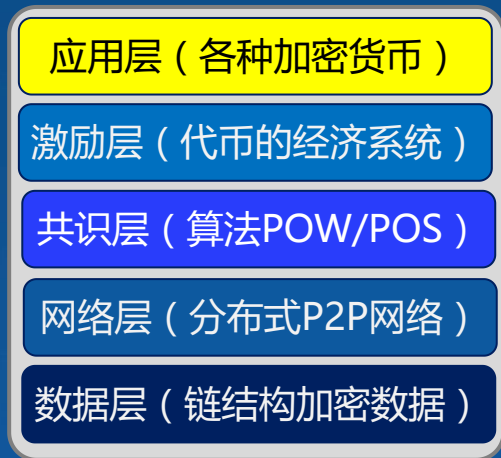 应用层（各种加密货币）
激励层（代币的经济系统）
共识层（算法POW/POS）
网络层（分布式P2P网络）
数据层（链结构加密数据）